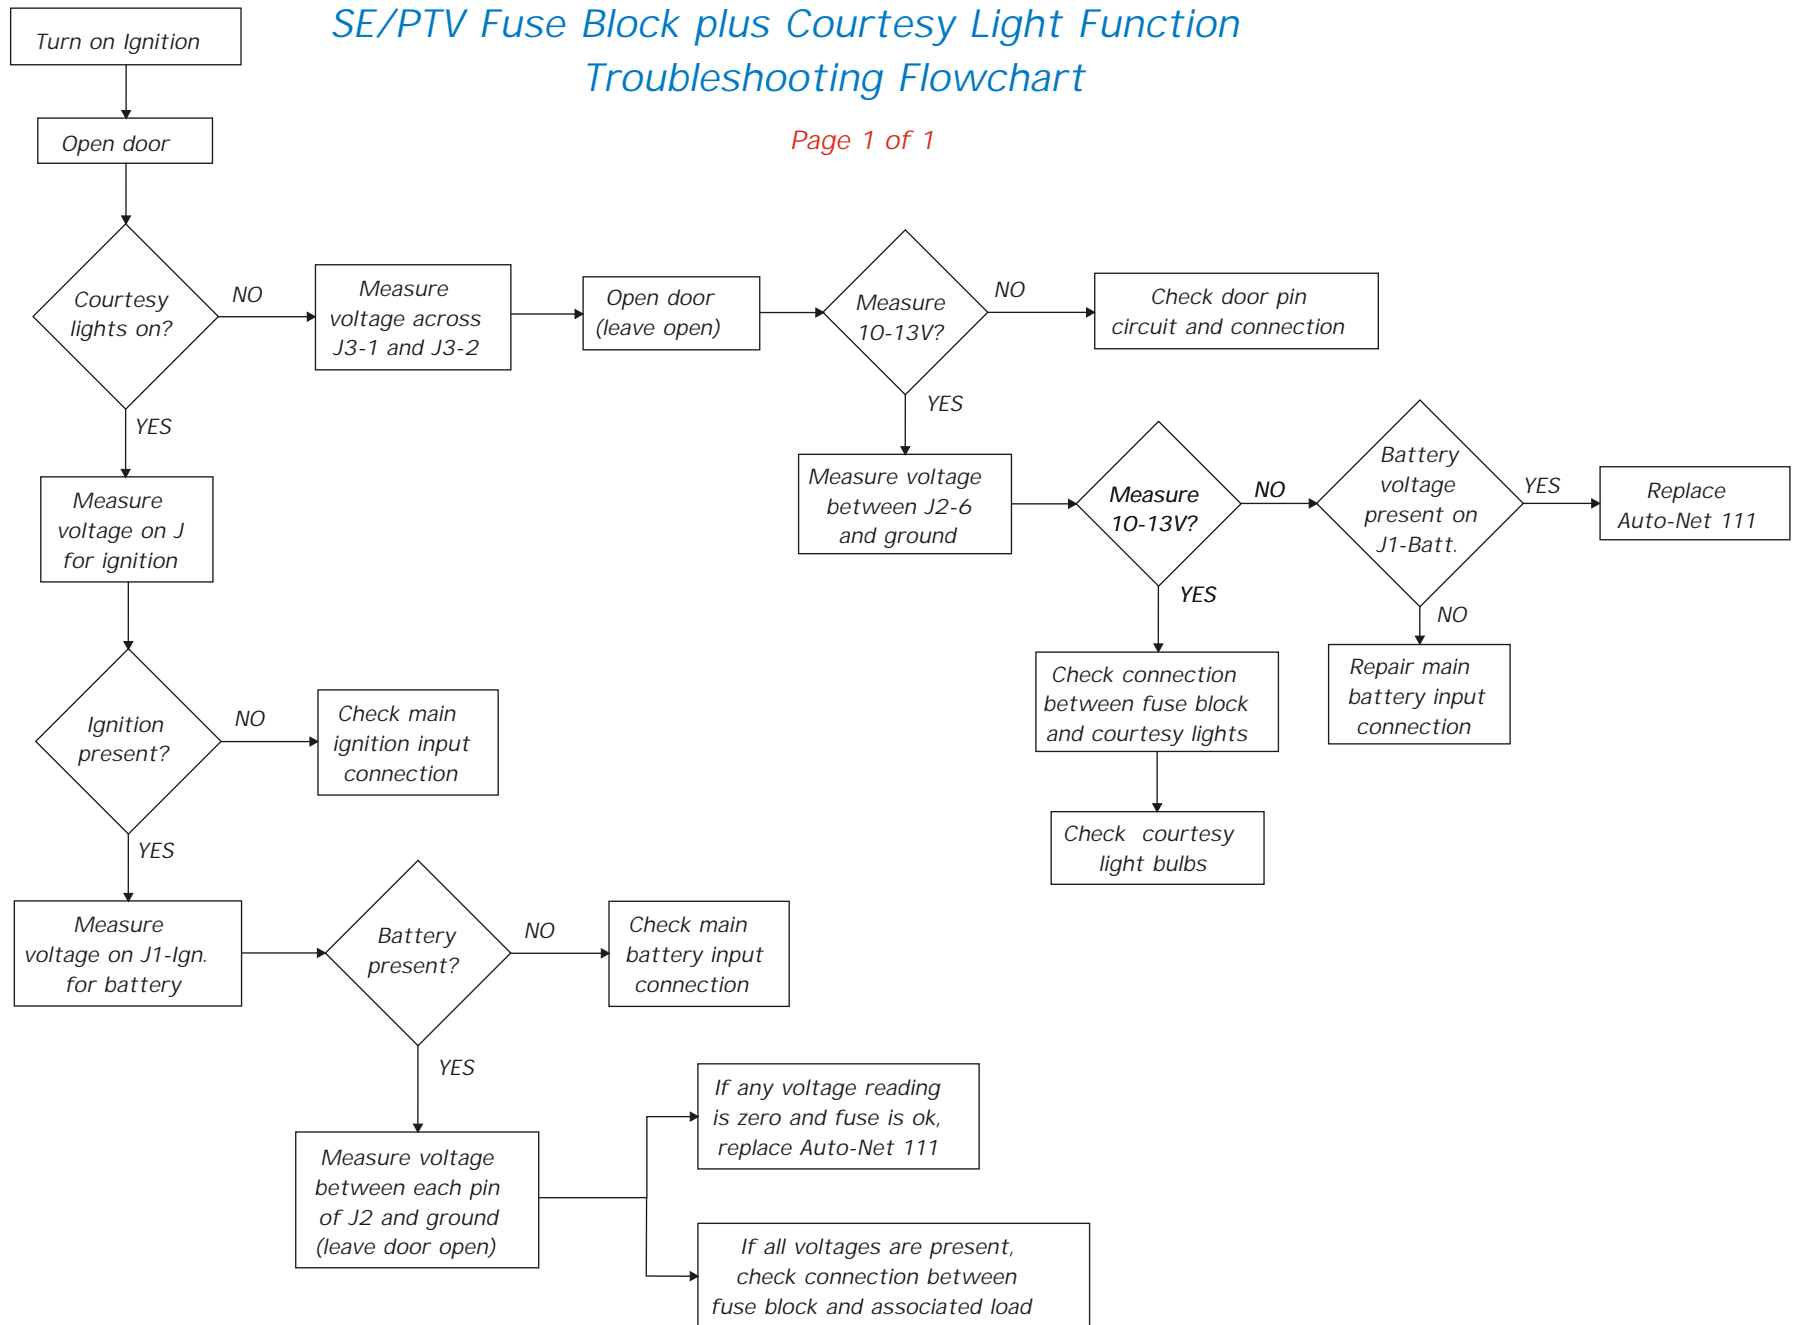 SE/PTV Fuse Block plus Courtesy Light Function
Troubleshooting Flowchart
Page 1 of 1
Turn on Ignition
Open door
Courtesy
lights on?
NO
Measure
voltage across
J3-1 and J3-2
Open door
(leave open)
Measure
10-13V?
NO
Check door pin
circuit and connection
YES
Measure voltage
between J2-6
and ground
Measure
10-13V?
NO
Battery
voltage
present on
J1-Batt.
YES
Replace
Auto-Net 111
NO
Repair main
battery input
connection
YES
Check connection
between fuse block
and courtesy lights
Check courtesy
light bulbs
YES
Measure
voltage on J
for ignition
Ignition
present?
NO
Check main
ignition input
connection
YES
Measure
voltage on J1-Ign.
for battery
Battery
present?
NO
Check main
battery input
connection
YES
Measure voltage
between each pin
of J2 and ground
(leave door open)
If any voltage reading
is zero and fuse is ok,
replace Auto-Net 111
If all voltages are present,
check connection between
fuse block and associated load